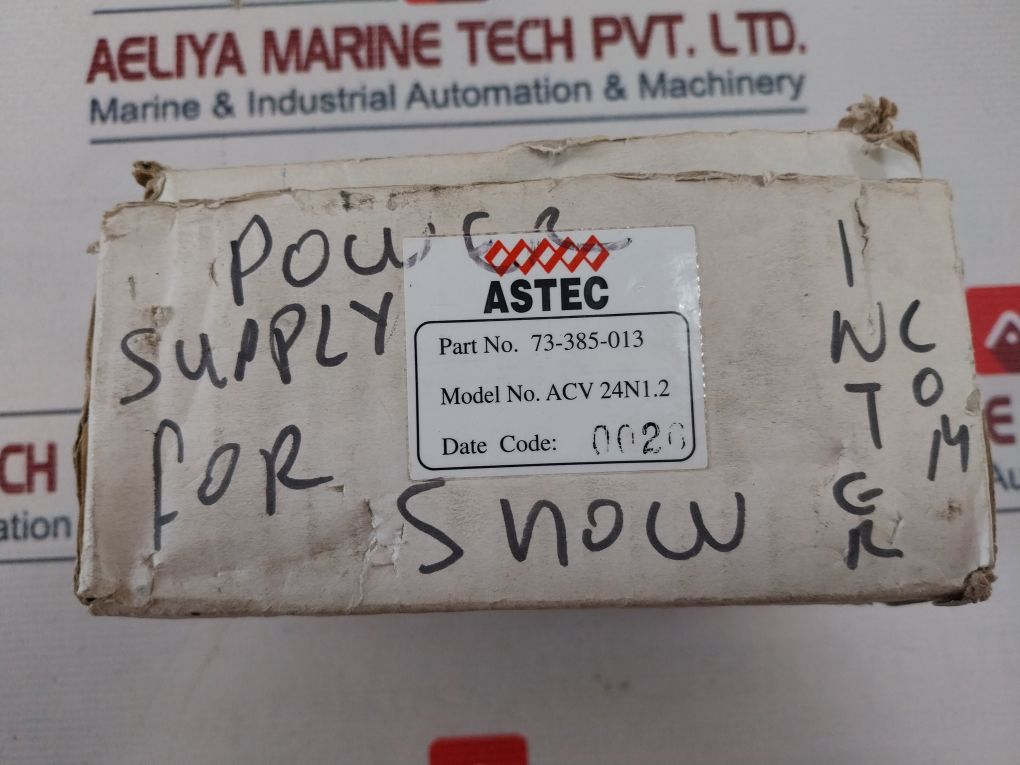 AELIYA MARINE TECH PVT. LTD.
Marine & Industrial Automation & Machinery
POWER
SUPPLY
FOR
SNOW
ASTEC
Part No. 73-385-013
Model No. ACV 24N1.2
Date Code: 0020
INTER
COM
CH
ation